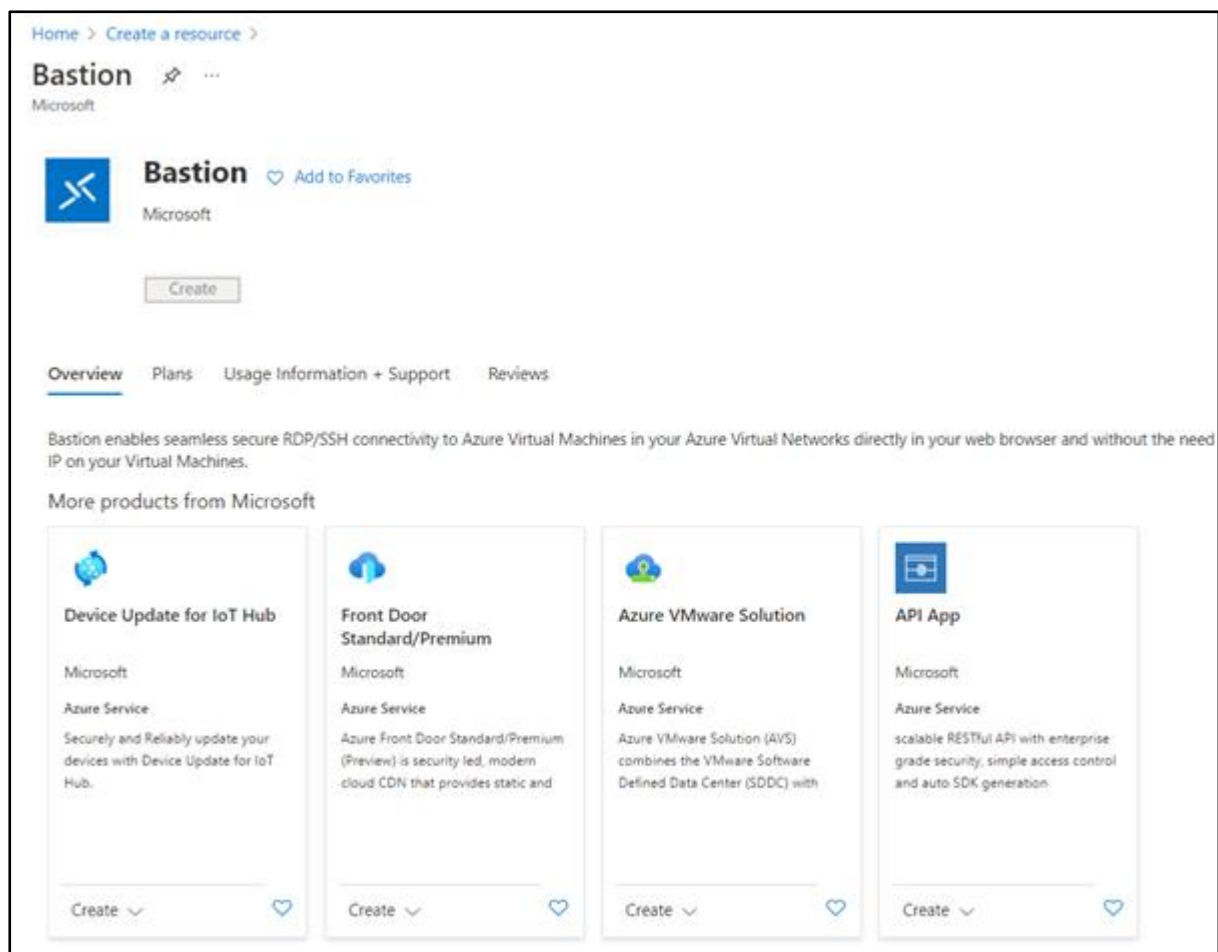 Home > Create a resource >
Bastion ...
Microsoft
Bastion Add to Favorites
Microsoft
Create
Overview Plans Usage Information + Support Reviews
Bastion enables seamless secure RDP/SSH connectivity to Azure Virtual Machines in your Azure Virtual Networks directly in your web browser and without the need
IP on your Virtual Machines.
More products from Microsoft
Device Update for IoT Hub
Microsoft
Azure Service
Securely and Reliably update your
devices with Device Update for IoT
Hub.
Create
Front Door
Standard/Premium
Microsoft
Azure Service
Azure Front Door Standard/Premium
(Preview) is security led, modern
cloud CDN that provides static and
Create
Azure VMware Solution
Microsoft
Azure Service
Azure VMware Solution (AVS)
combines the VMware Software
Defined Data Center (SDDC) with
Create
API App
Microsoft
Azure Service
scalable RESTful API with enterprise
grade security, simple access control
and auto SDK generation
Create